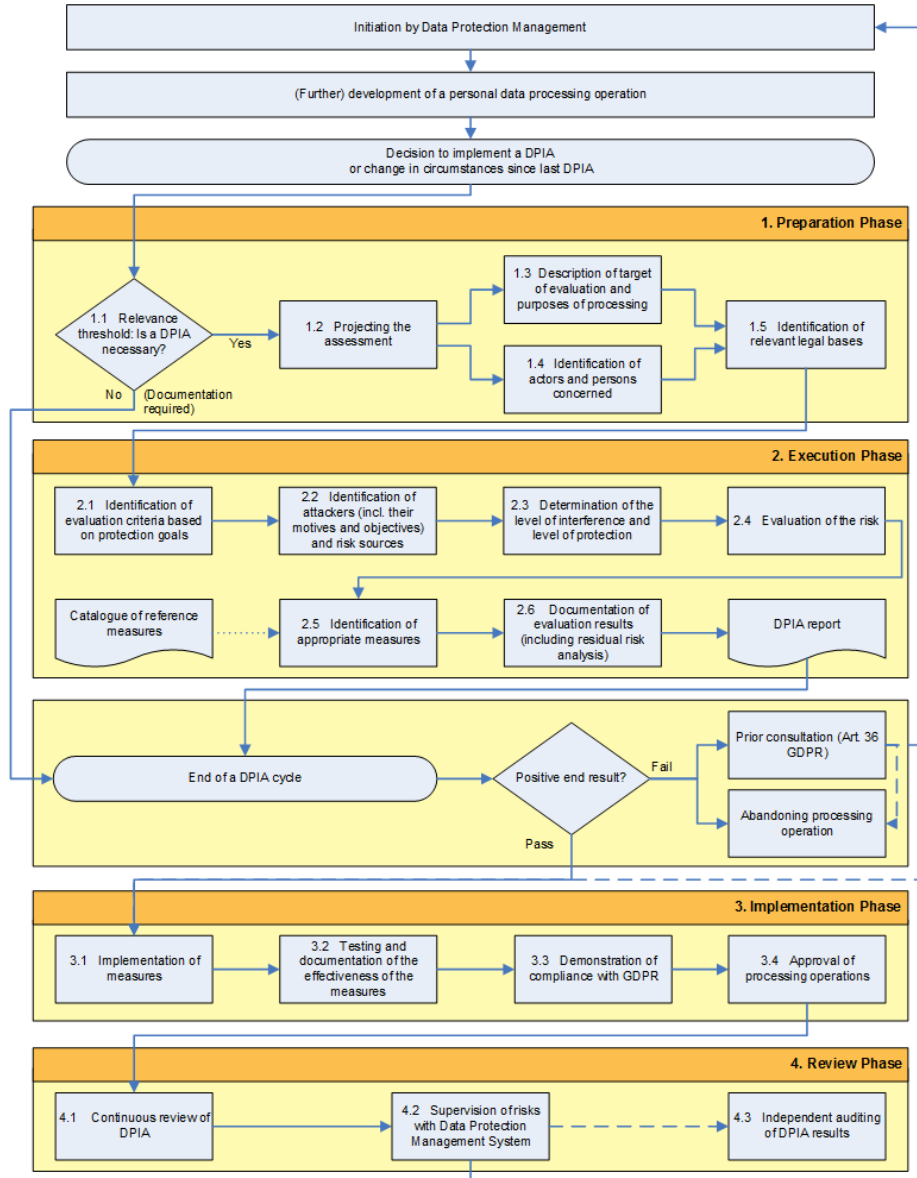 Initiation by Data Protection Management
(Further) development of a personal data processing operation
Decision to implement a DPIA
or change in circumstances since last DPIA
1. Preparation Phase
1.1 Relevance
threshold: Is a DPIA
necessary?
Yes
No
(Documentation
required)
1.2 Projecting the
assessment
1.3 Description of target
of evaluation and
purposes of processing
1.4 Identification of
actors and persons
concerned
1.5 Identification of
relevant legal bases
2. Execution Phase
2.1 Identification of
evaluation criteria based
on protection goals
2.2 Identification of
attackers (incl. their
motives and objectives)
and risk sources
2.3 Determination of the
level of interference and
level of protection
2.4 Evaluation of the risk
Catalogue of reference
measures
2.5 Identification of
appropriate measures
2.6 Documentation of
evaluation results
(including residual risk
analysis)
DPIA report
End of a DPIA cycle
Positive end result?
Fail
Pass
Prior consultation (Art. 36
GDPR)
Abandoning processing
operation
3. Implementation Phase
3.1 Implementation of
measures
3.2 Testing and
documentation of the
effectiveness of the
measures
3.3 Demonstration of
compliance with GDPR
3.4 Approval of
processing operations
4. Review Phase
4.1 Continuous review of
DPIA
4.2 Supervision of risks
with Data Protection
Management System
4.3 Independent auditing
of DPIA results